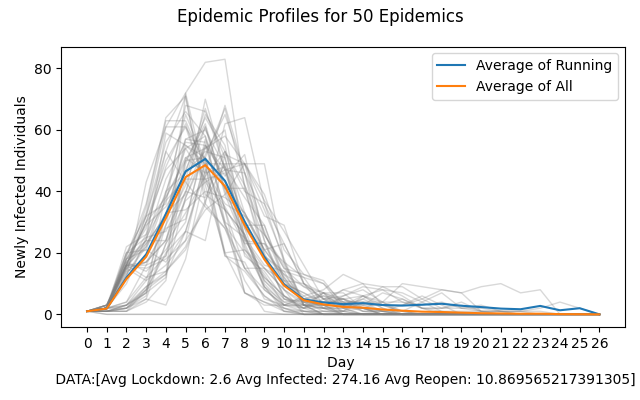 Epidemic Profiles for 50 Epidemics
Average of Running
Average of All
Newly Infected Individuals
80
60
40
20
0
0 1 2 3 4 5 6 7 8 9 10 11 12 13 14 15 16 17 18 19 20 21 22 23 24 25 26
Day
DATA:[Avg Lockdown: 2.6 Avg Infected: 274.16 Avg Reopen: 10.869565217391305]